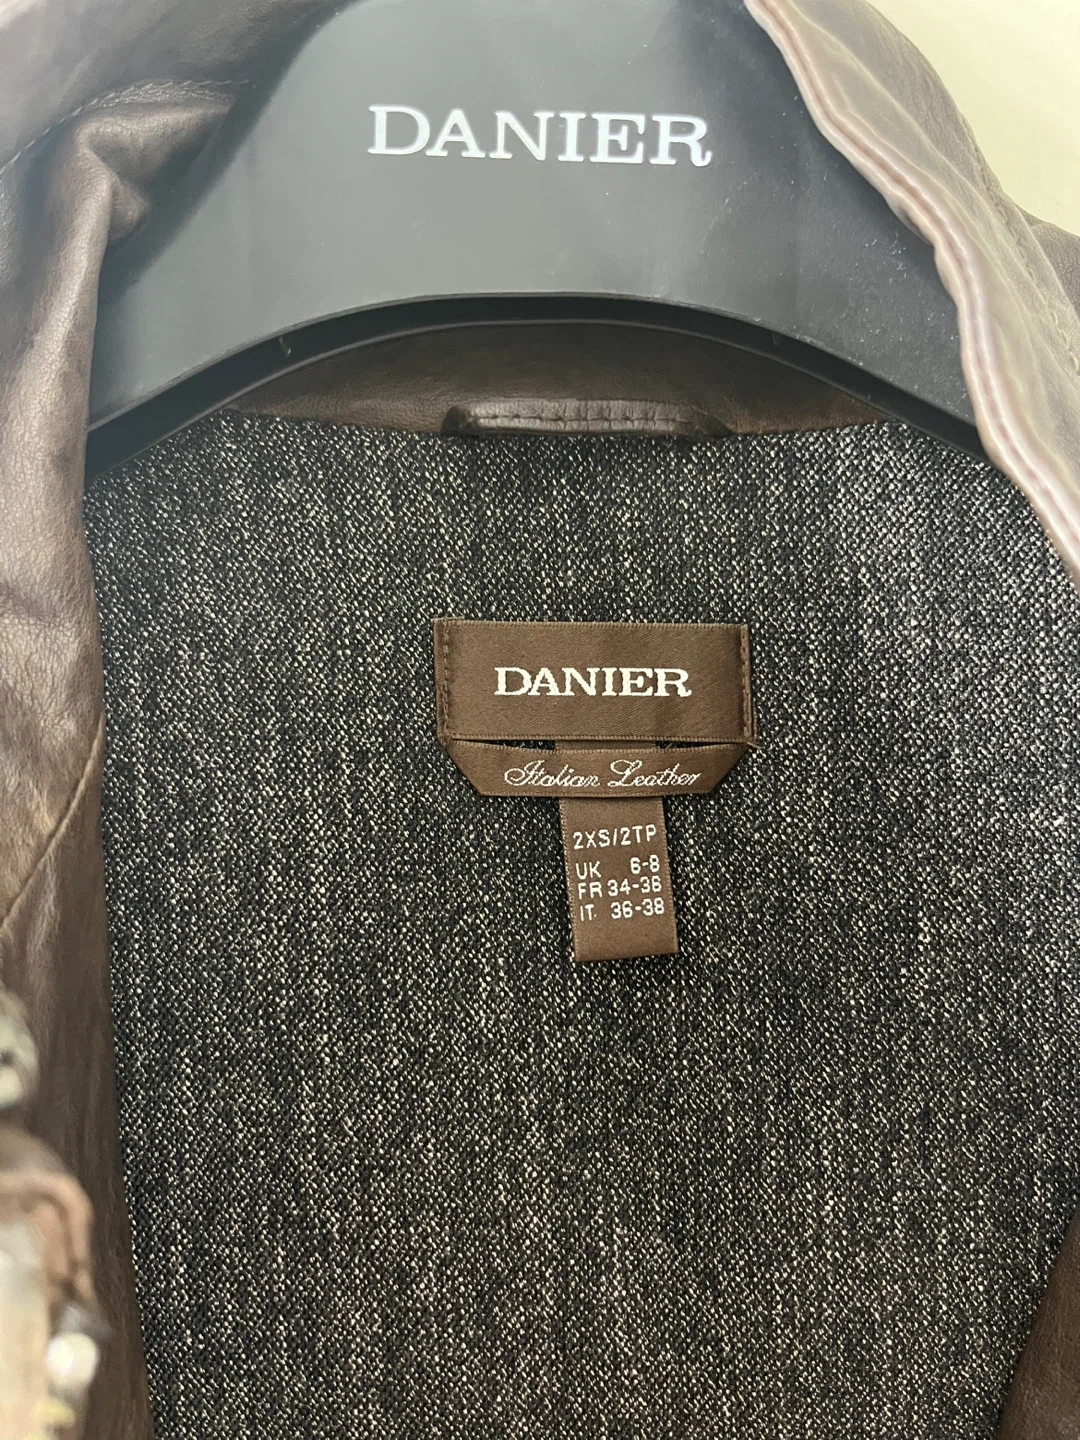 DANIER
DANIER
Italian Leather
2XS/2TP
UK 6-8
FR 34-36
IT 36-38